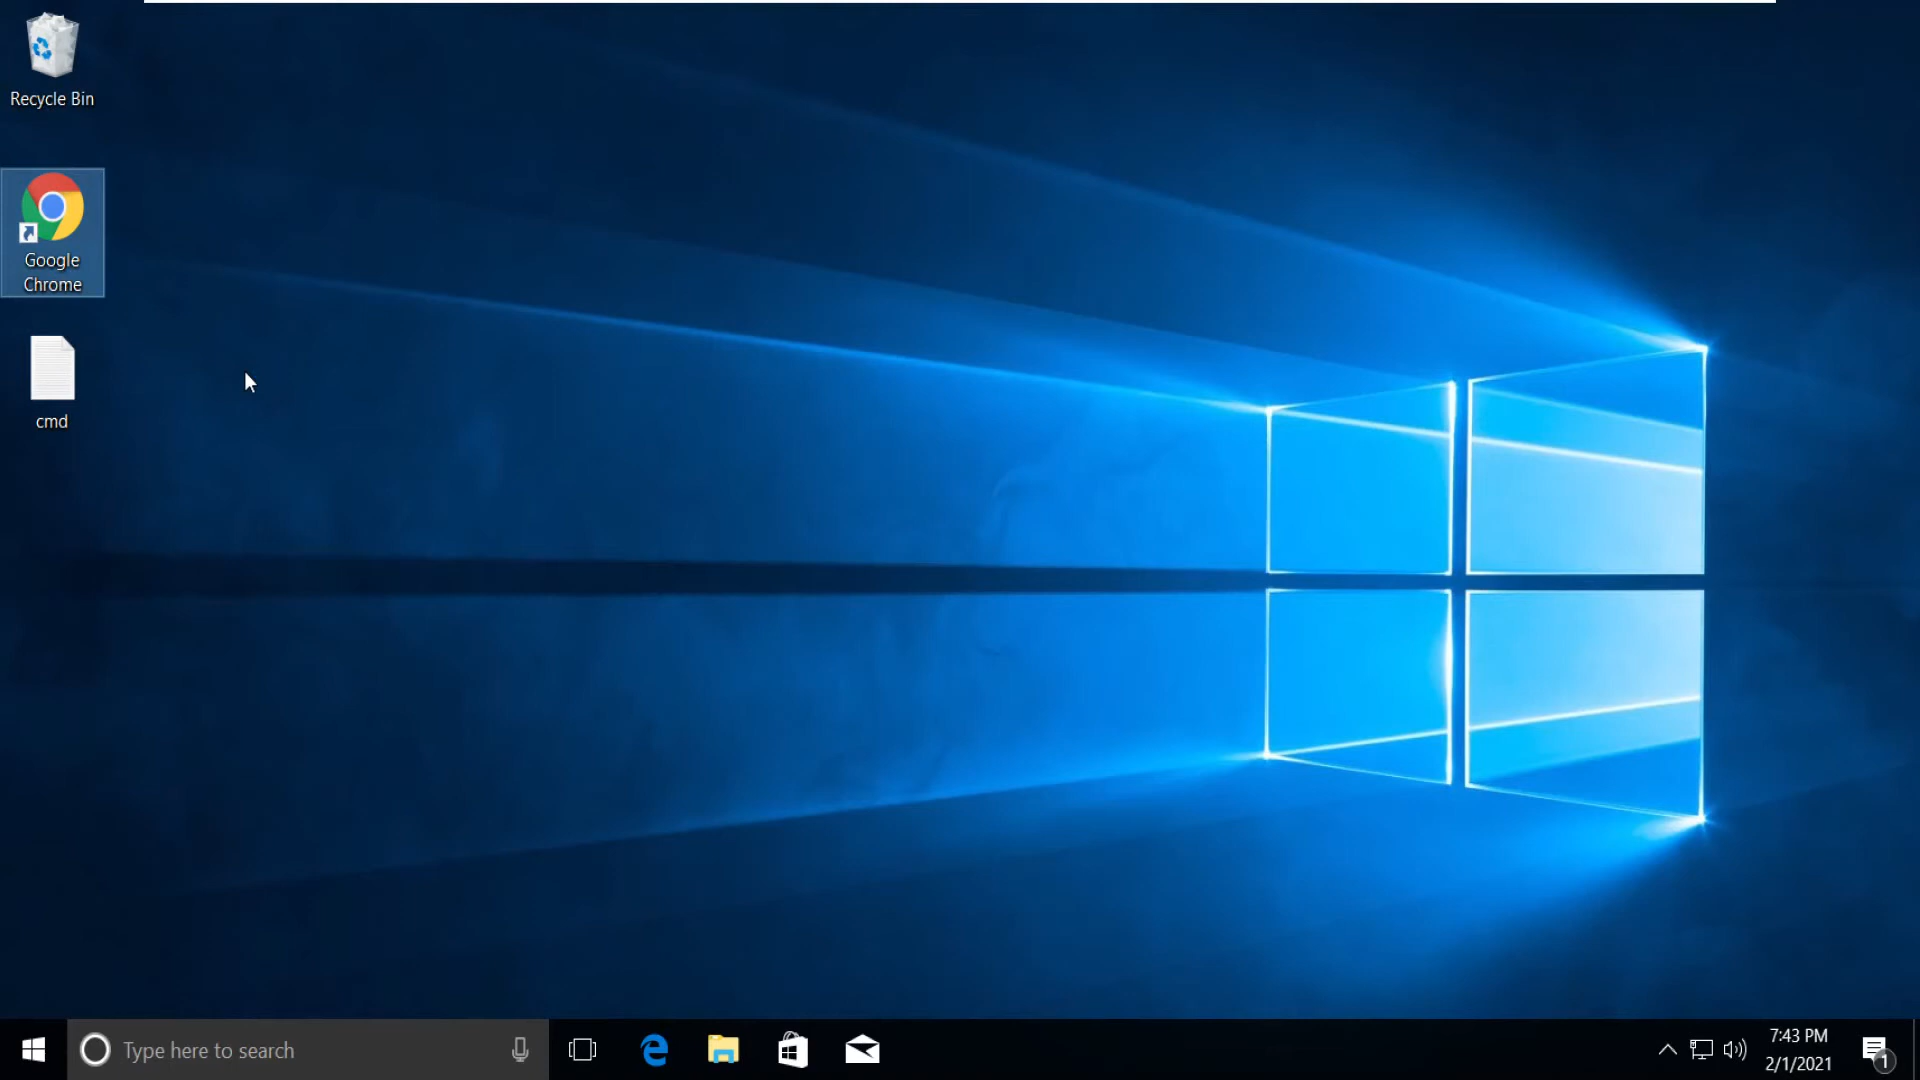 Recycle Bin
Google
Chrome
cmd
Type here to search
7:43 PM
2/1/2021
1